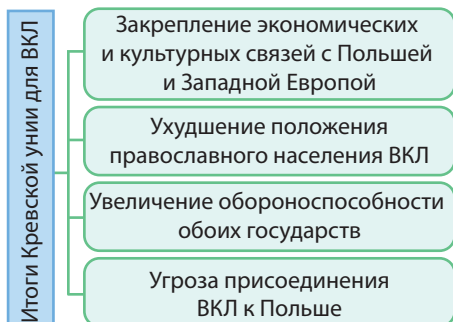 Итоги Кревской унии для ВКЛ
Закрепление экономических
и культурных связей с Польшей
и Западной Европой
Ухудшение положения
православного населения ВКЛ
Увеличение обороноспособности
обоих государств
Угроза присоединения
ВКЛ к Польше